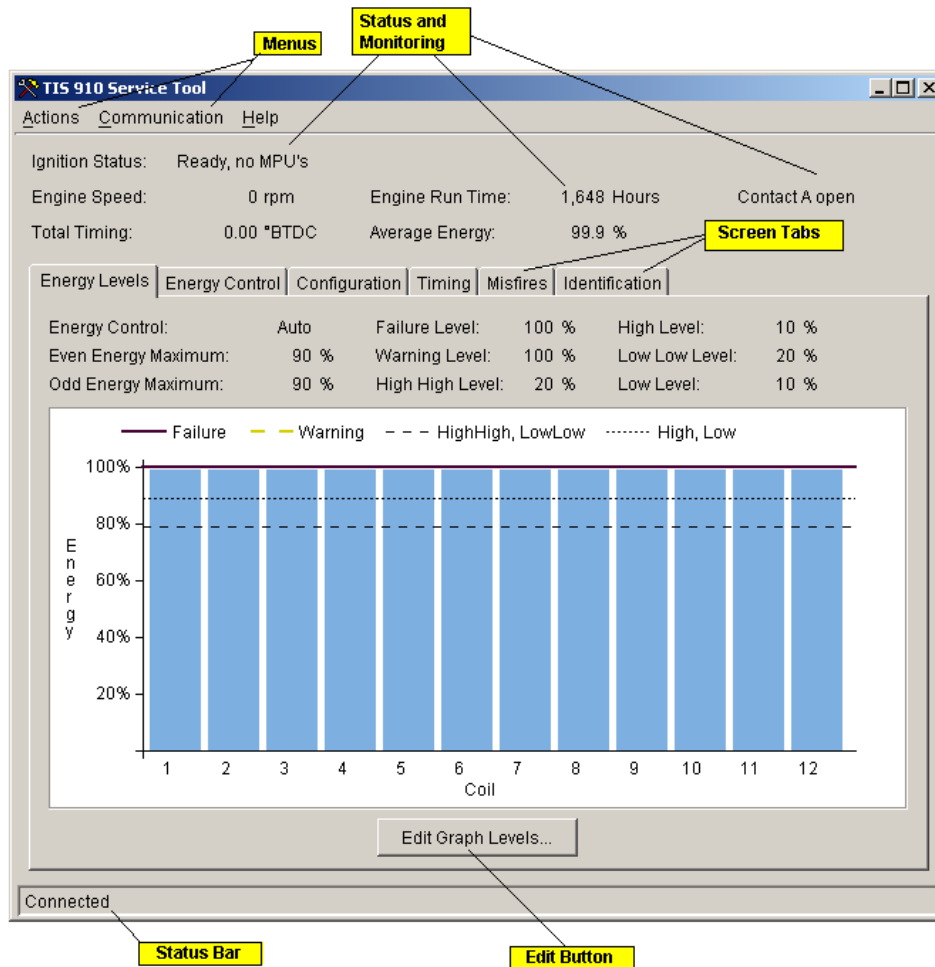 Status and
Monitoring
Menus
TIS 910 Service Tool
Actions Communication Help
Ignition Status: Ready, no MPU's
Engine Speed: 0 rpm Engine Run Time: 1,648 Hours Contact A open
Total Timing: 0.00 °BTDC Average Energy: 99.9 %
Screen Tabs
Energy Levels Energy Control Configuration Timing Misfires Identification
Energy Control: Auto Failure Level: 100 % High Level: 10 %
Even Energy Maximum: 90 % Warning Level: 100 % Low Low Level: 20 %
Odd Energy Maximum: 90 % High High Level: 20 % Low Level: 10 %
Failure Warning HighHigh, LowLow High, Low
100%
80%
60%
40%
20%
Energy
1 2 3 4 5 6 7 8 9 10 11 12
Coil
Edit Graph Levels...
Connected
Status Bar
Edit Button